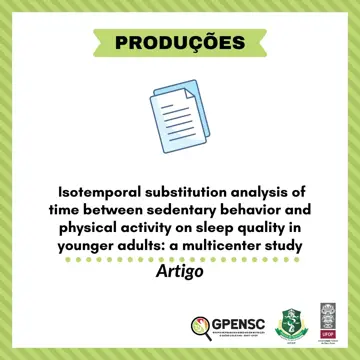 PRODUÇÕES
Isotemporal substitution analysis of
time between sedentary behavior and
physical activity on sleep quality in
younger adults: a multicenter study
Artigo
GPENSC
UFOP